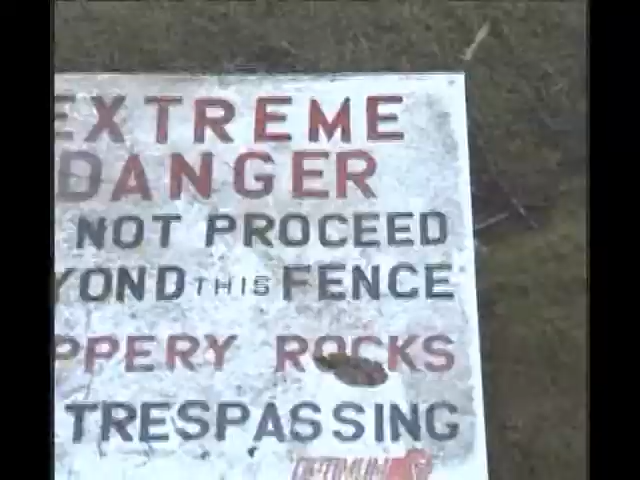 EXTREME
DANGER
NOT PROCEED
YOND THIS FENCE
PPERY ROCKS
TRESPASSING